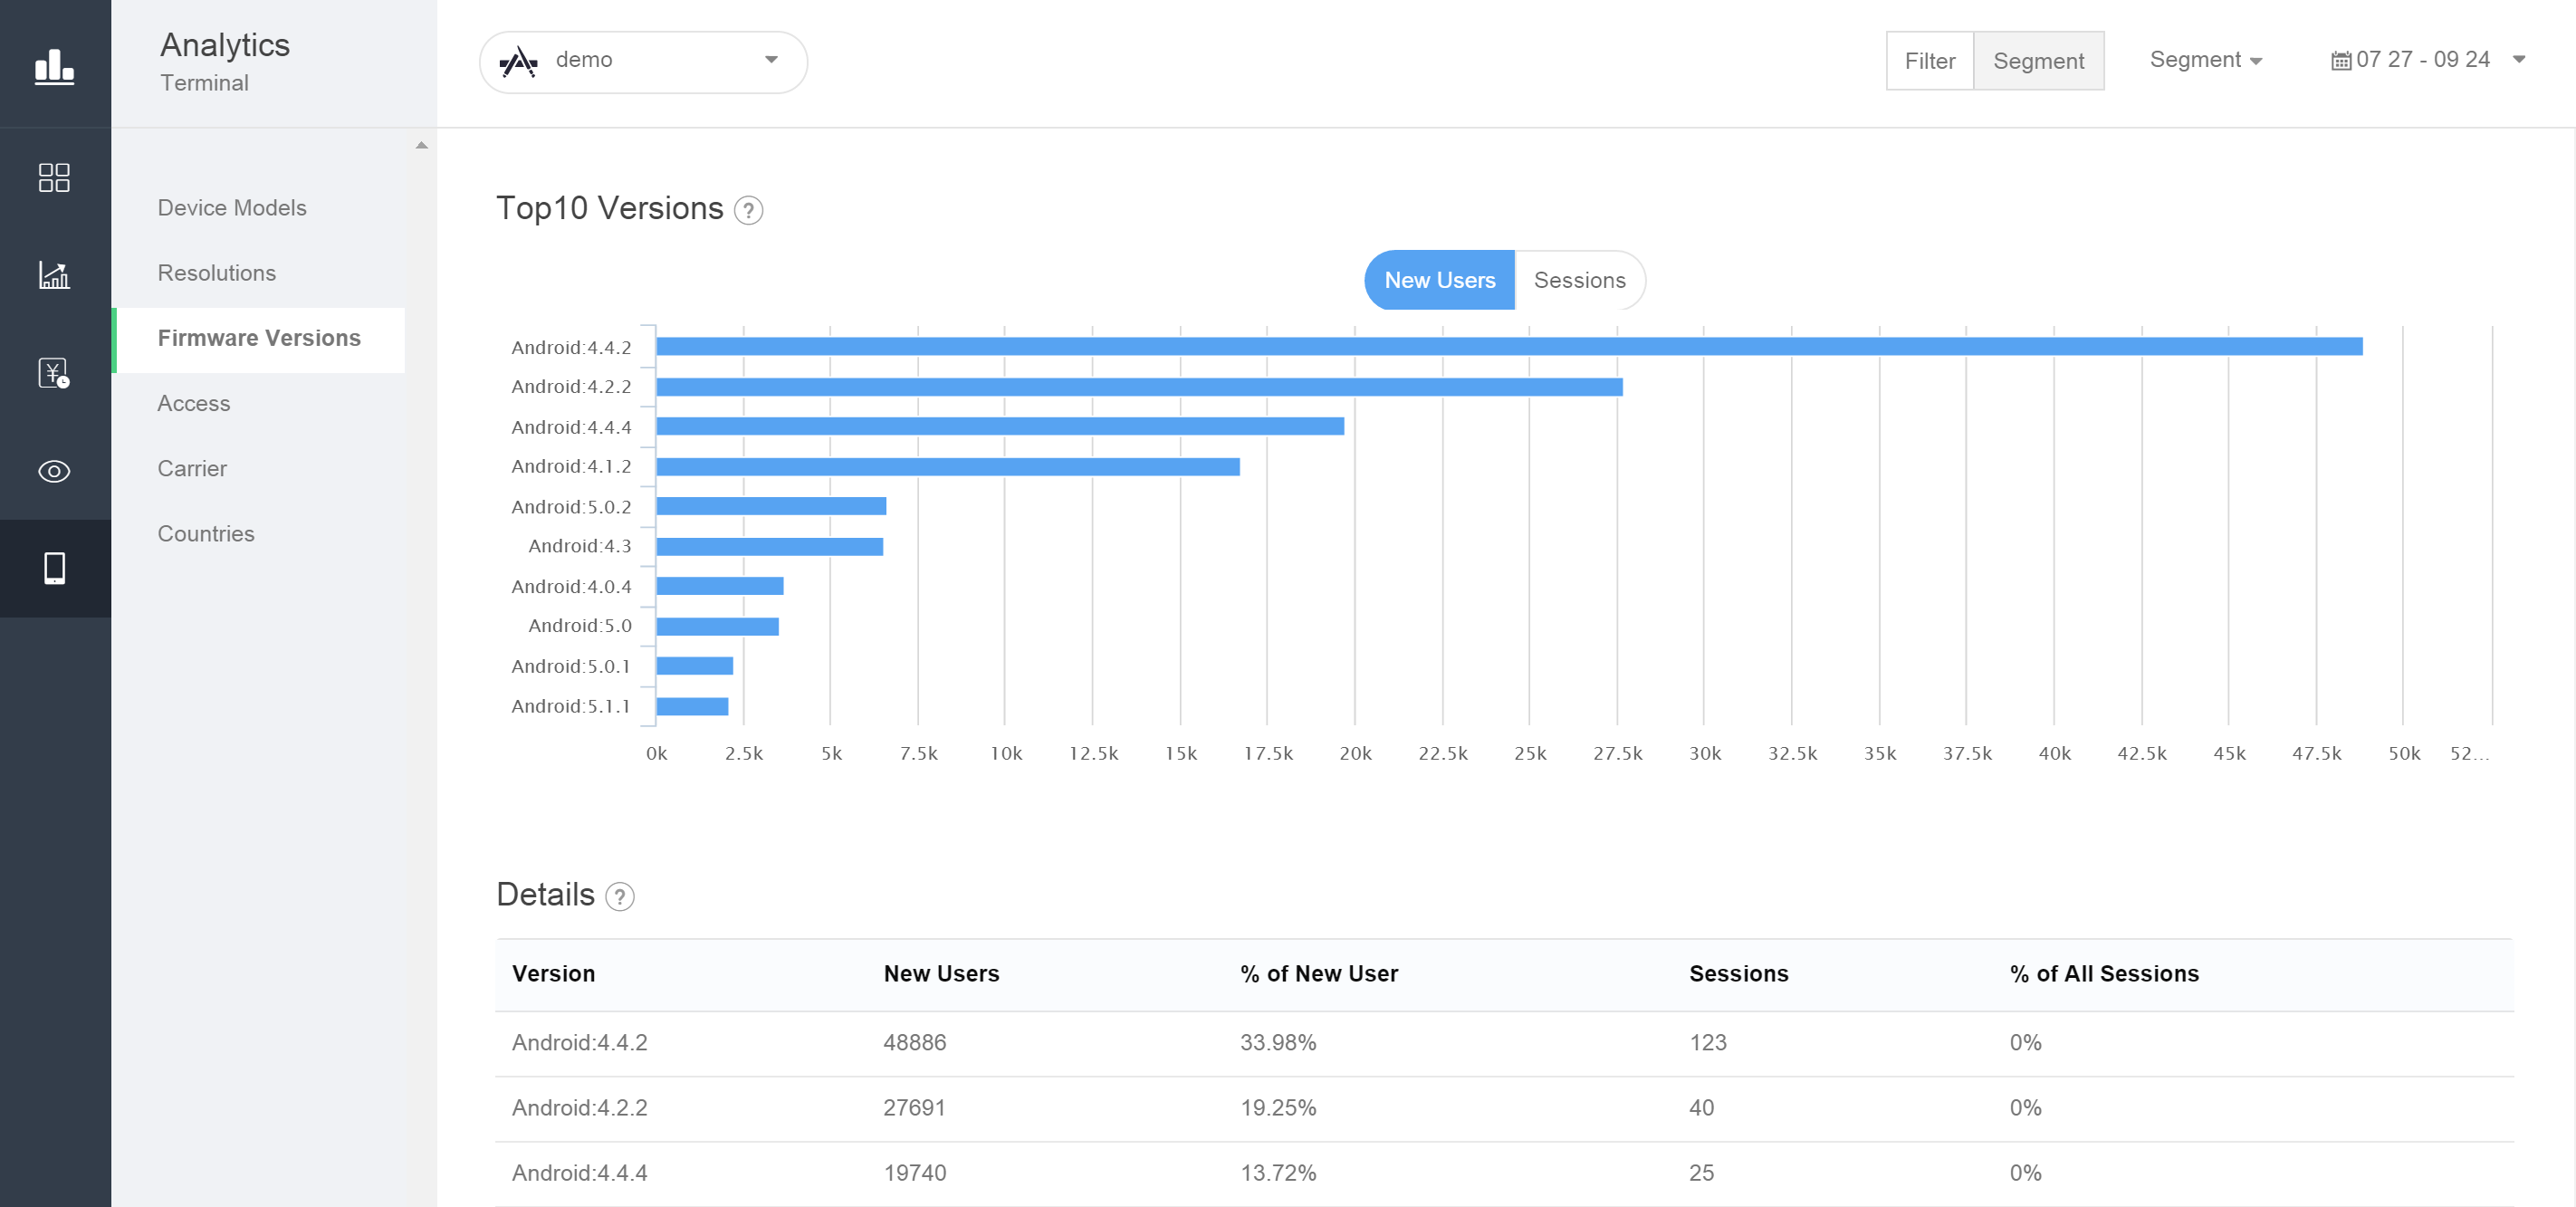 Analytics
Terminal
demo
Filter Segment Segment 07 27 - 09 24
Device Models
Resolutions
Firmware Versions
Access
Carrier
Countries
¥
Top10 Versions ?
New Users Sessions
Android:4.4.2
Android:4.2.2
Android:4.4.4
Android:4.1.2
Android:5.0.2
Android:4.3
Android:4.0.4
Android:5.0
Android:5.0.1
Android:5.1.1
0k 2.5k 5k 7.5k 10k 12.5k 15k 17.5k 20k 22.5k 25k 27.5k 30k 32.5k 35k 37.5k 40k 42.5k 45k 47.5k 50k 52...
Details ?
Version New Users % of New User Sessions % of All Sessions
Android:4.4.2 48886 33.98% 123 0%
Android:4.2.2 27691 19.25% 40 0%
Android:4.4.4 19740 13.72% 25 0%